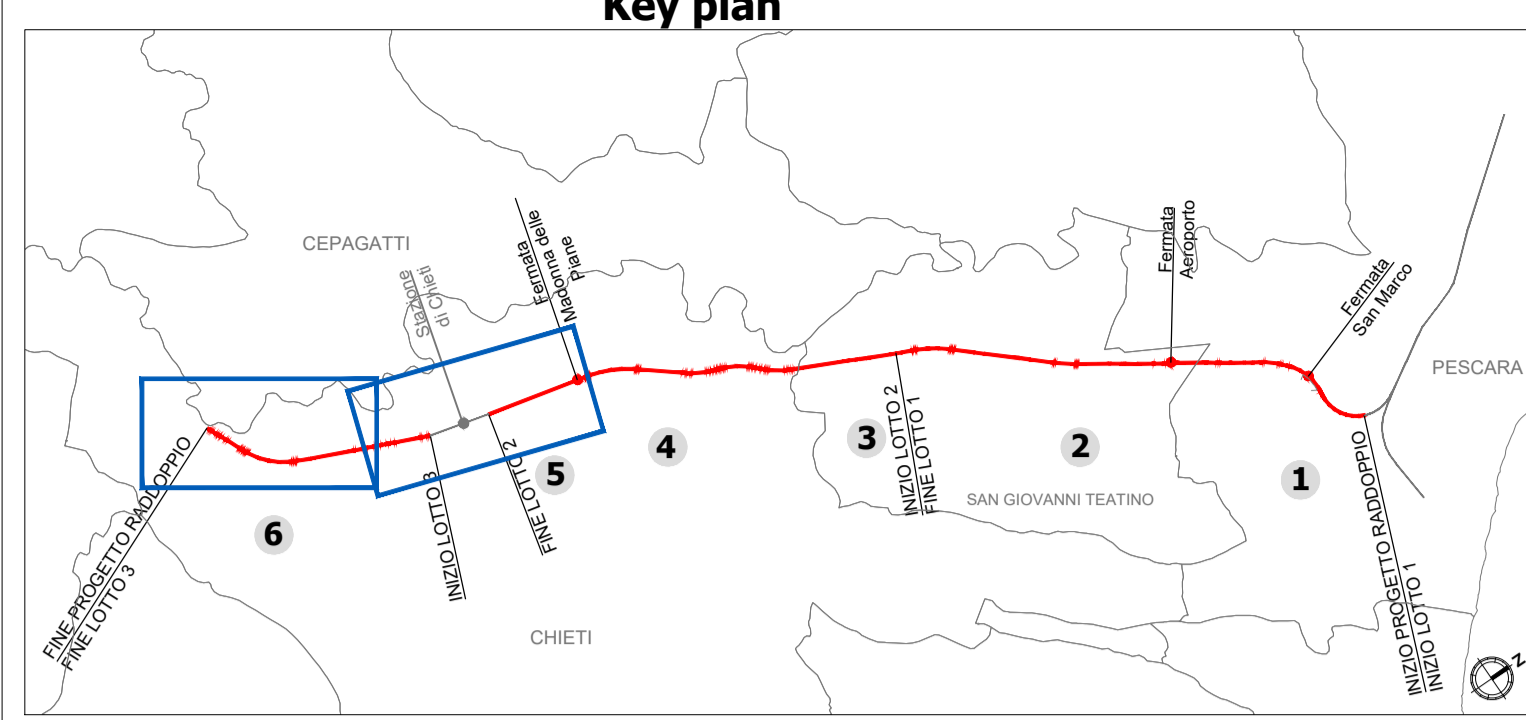 Key plan
CEPAGATTI
Stazione
di Chieti
Fermata
Madonna delle
Piane
Fermata
Aeroporto
Fermata
San Marco
PESCARA
3
INIZIO LOTTO 2
FINE LOTTO 1
2
SAN GIOVANNI TEATINO
1
INIZIO PROGETTO RADDOPPIO
INIZIO LOTTO 1
4
5
FINE LOTTO 2
INIZIO LOTTO 3
6
FINE PROGETTO RADDOPPIO
FINE LOTTO 3
CHIETI
N